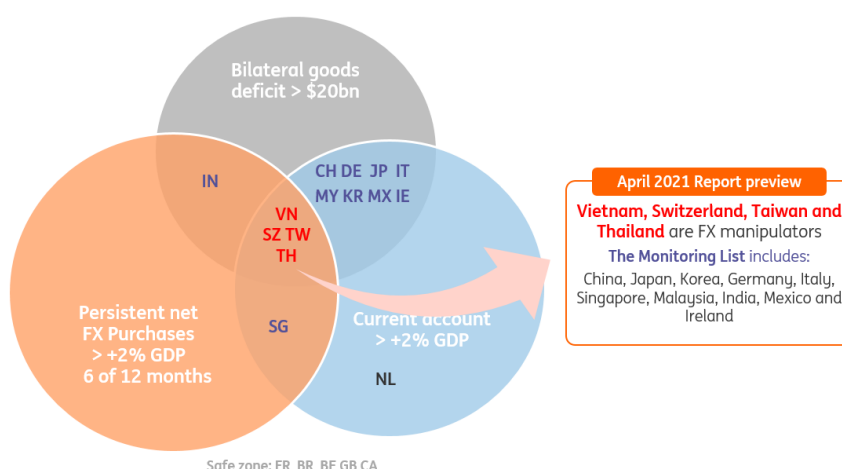 Bilateral goods
deficit > $20bn
IN
CH DE JP IT
MY KR MX IE
VN
SZ TW
TH
Persistent net
FX Purchases
> +2% GDP
6 of 12 months
SG
Current account
> +2% GDP
NL
Safe zone: FR BR BE GB CA
April 2021 Report preview
Vietnam, Switzerland, Taiwan and
Thailand are FX manipulators
The Monitoring List includes:
China, Japan, Korea, Germany, Italy,
Singapore, Malaysia, India, Mexico and
Ireland